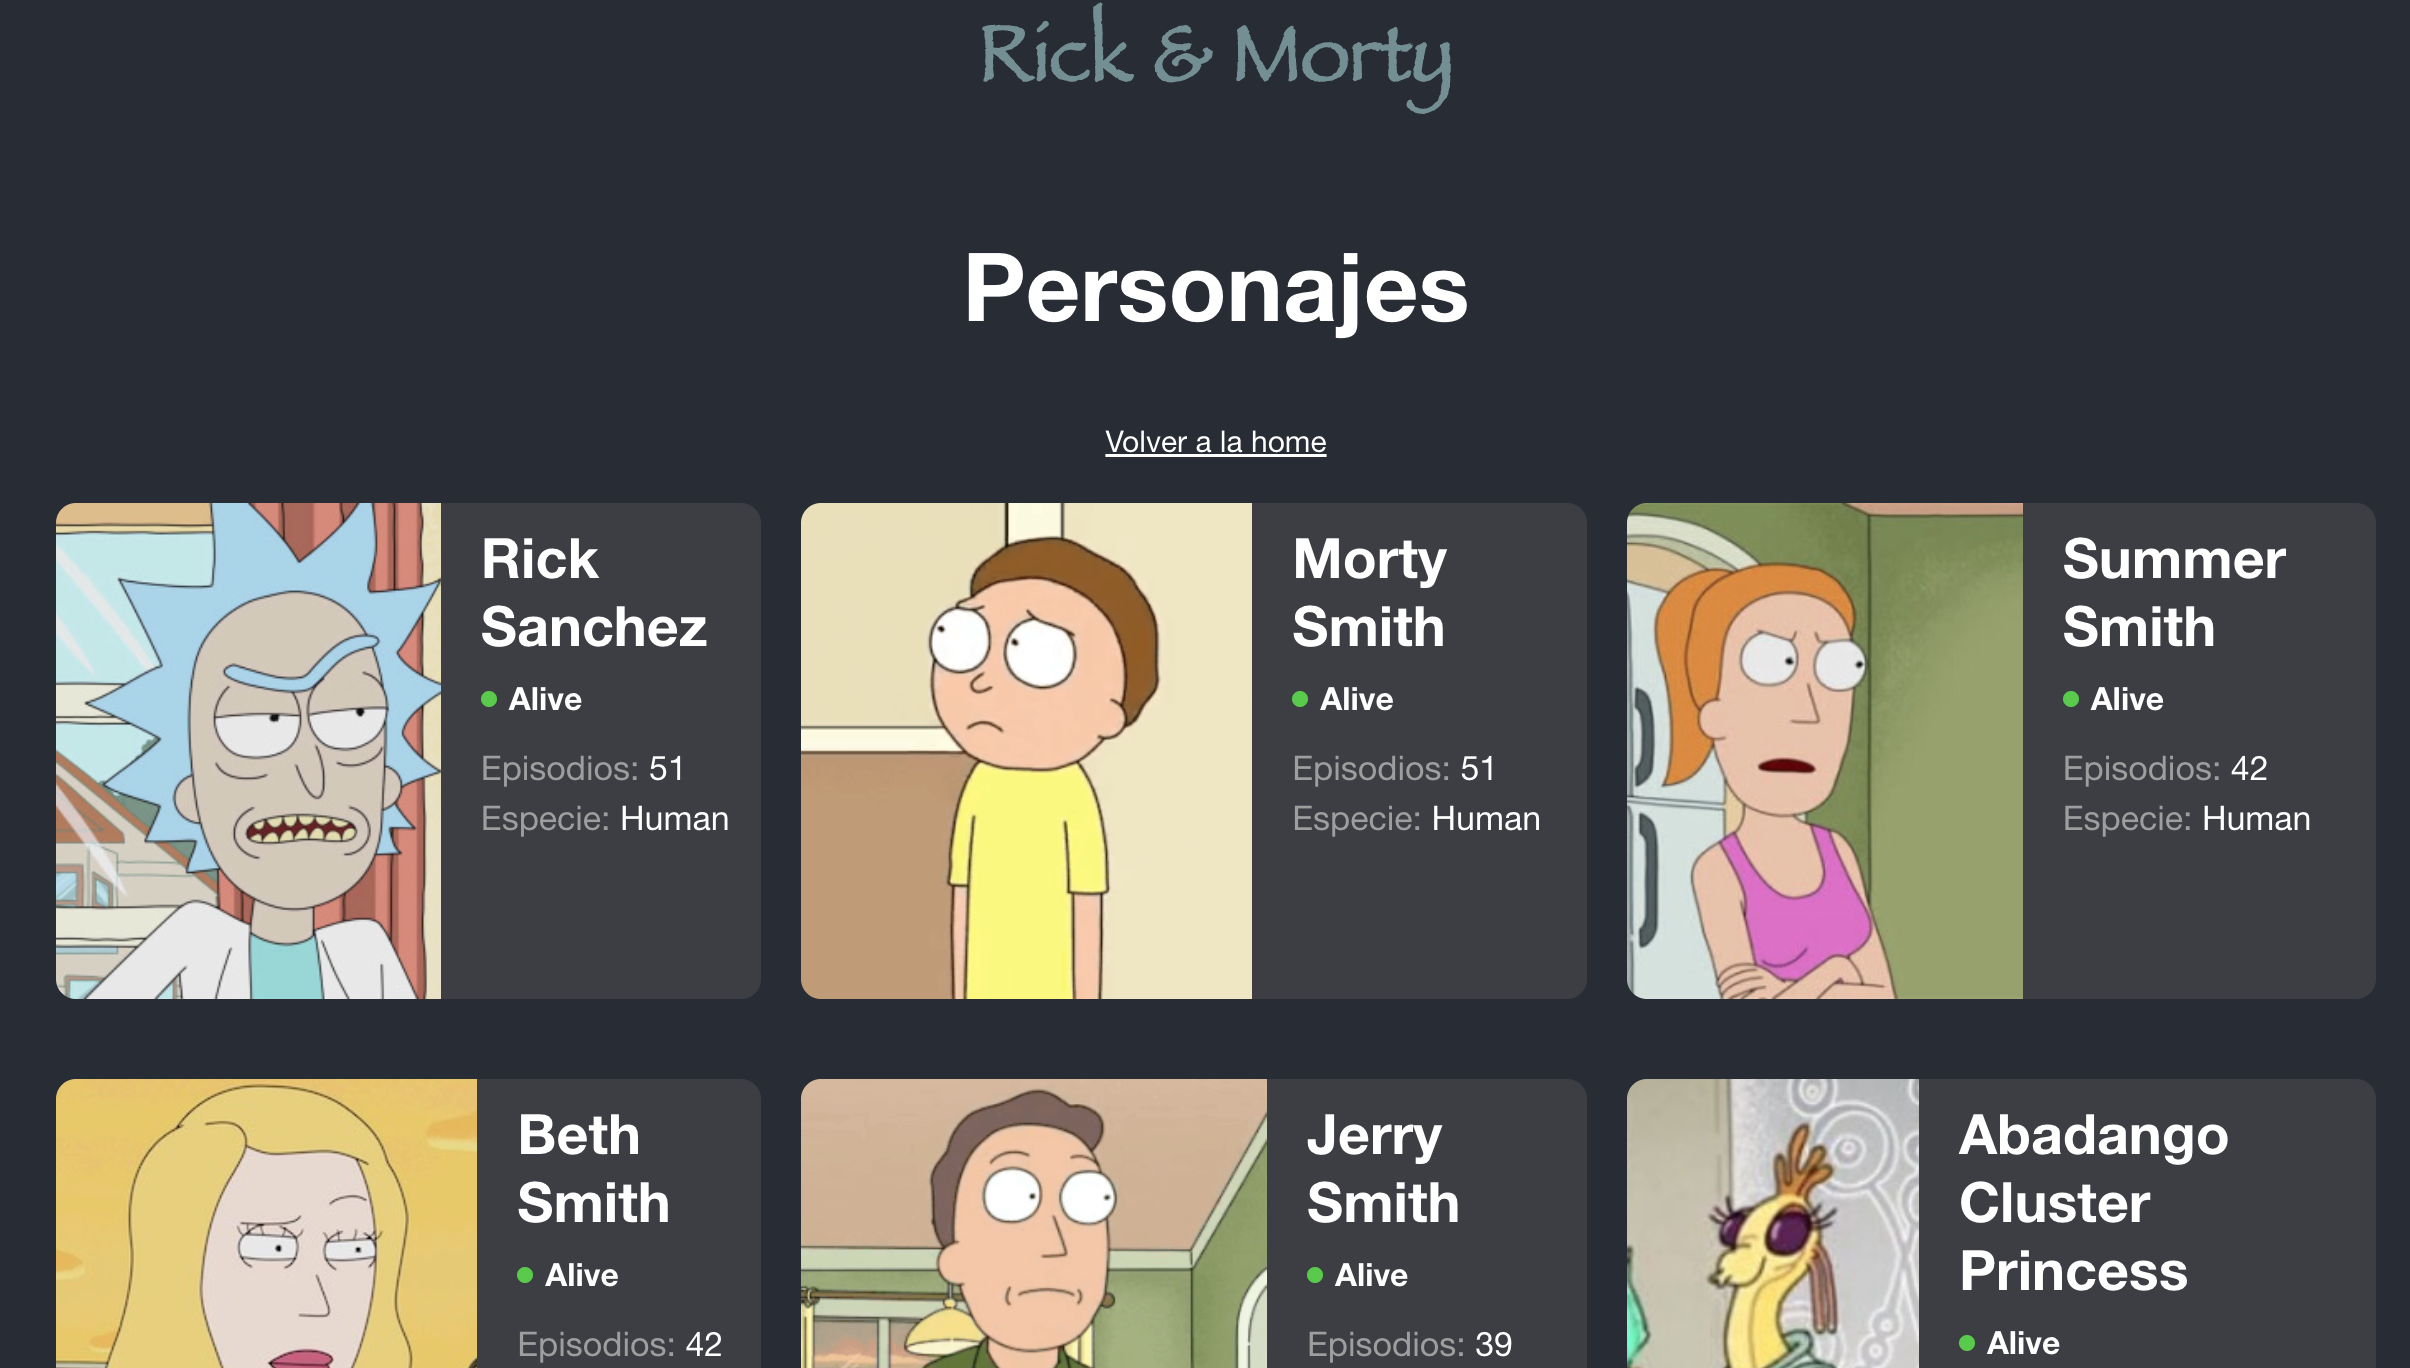 Rick & Morty
Personajes
Volver a la home
Rick
Sanchez
Alive
Episodios: 51
Especie: Human
Morty
Smith
Alive
Episodios: 51
Especie: Human
Summer
Smith
Alive
Episodios: 42
Especie: Human
Beth
Smith
Alive
Episodios: 42
Jerry
Smith
Alive
Episodios: 39
Abadango
Cluster
Princess
Alive